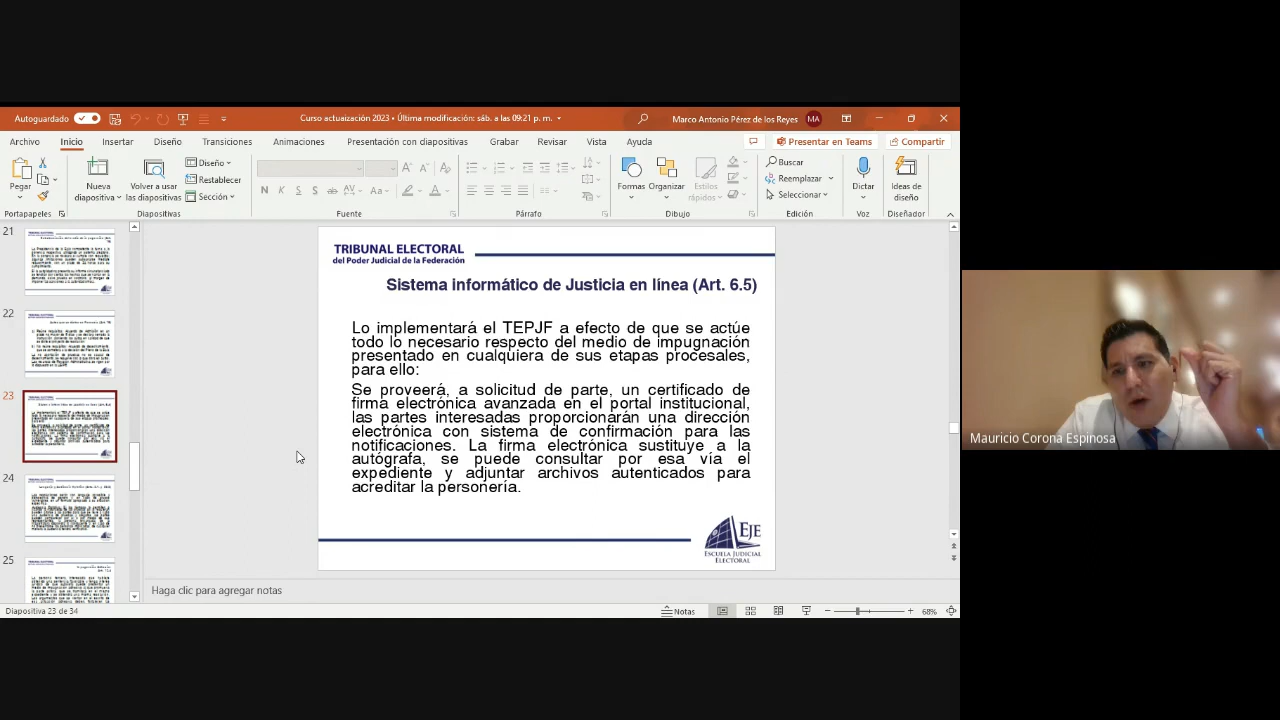 Autoguardado
Curso actuaización 2023 • Última modificación: sáb. a las 09:21 p. m.
Marco Antonio Pérez de los Reyes
MA
Archivo
Inicio
Insertar
Diseño
Transiciones
Animaciones
Presentación con diapositivas
Grabar
Revisar
Vista
Ayuda
Presentar en Teams
Compartir
Pegar
Nueva
diapositiva
Volver a usar
las diapositivas
Diseño
Restablecer
Sección
N K S S ab AV Aa A
Formas
Organizar
Estilos
rápidos
Buscar
Reemplazar
Seleccionar
Dictar
Ideas de
diseño
Portapapeles
Diapositivas
Fuente
Párrafo
Dibujo
Edición
Voz
Diseñador
21
22
23
24
25
TRIBUNAL ELECTORAL
del Poder Judicial de la Federación
Sistema informático de Justicia en línea (Art. 6.5)
Lo implementará el TEPJF a efecto de que se actúe
todo lo necesario respecto del medio de impugnación
presentado en cualquiera de sus etapas procesales,
para ello:
Se proveerá, a solicitud de parte, un certificado de
firma electrónica avanzada en el portal institucional,
las partes interesadas proporcionarán una dirección
electrónica con sistema de confirmación para las
notificaciones. La firma electrónica sustituye a la
autógrafa, se puede consultar por esa vía el
expediente y adjuntar archivos autenticados para
acreditar la personería.
EJE
ESCUELA JUDICIAL
ELECTORAL
Haga clic para agregar notas
Diapositiva 23 de 34
Notas
68%
Mauricio Corona Espinosa